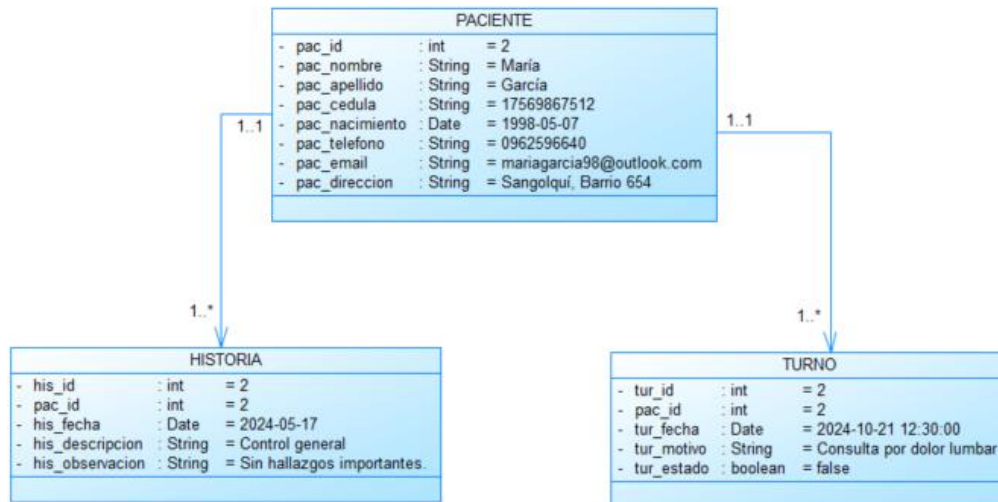 PACIENTE
- pac_id : int = 2
- pac_nombre : String = María
- pac_apellido : String = García
- pac_cedula : String = 17569867512
- pac_nacimiento : Date = 1998-05-07
- pac_telefono : String = 0962596640
- pac_email : String = mariagarcia98@outlook.com
- pac_direccion : String = Sangolquí, Barrio 654
1..1
1..1
1..*
1..*
HISTORIA
- his_id : int = 2
- pac_id : int = 2
- his_fecha : Date = 2024-05-17
- his_descripcion : String = Control general
- his_observacion : String = Sin hallazgos importantes.
TURNO
- tur_id : int = 2
- pac_id : int = 2
- tur_fecha : Date = 2024-10-21 12:30:00
- tur_motivo : String = Consulta por dolor lumbar
- tur_estado : boolean = false